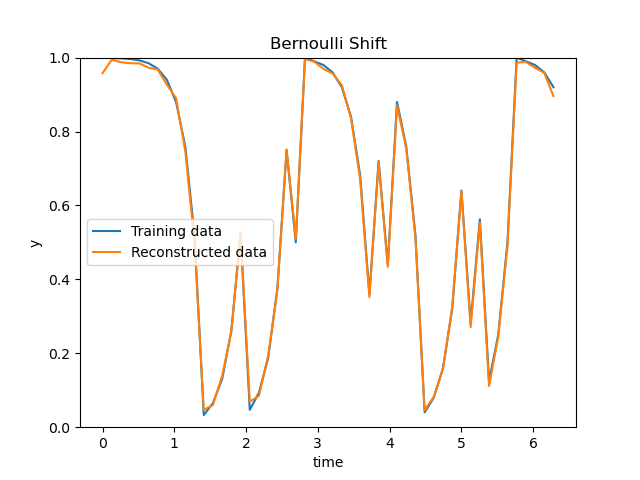 Bernoulli Shift
1.0
0.8
0.6
0.4
0.2
0.0
y
Training data
Reconstructed data
0 1 2 3 4 5 6
time